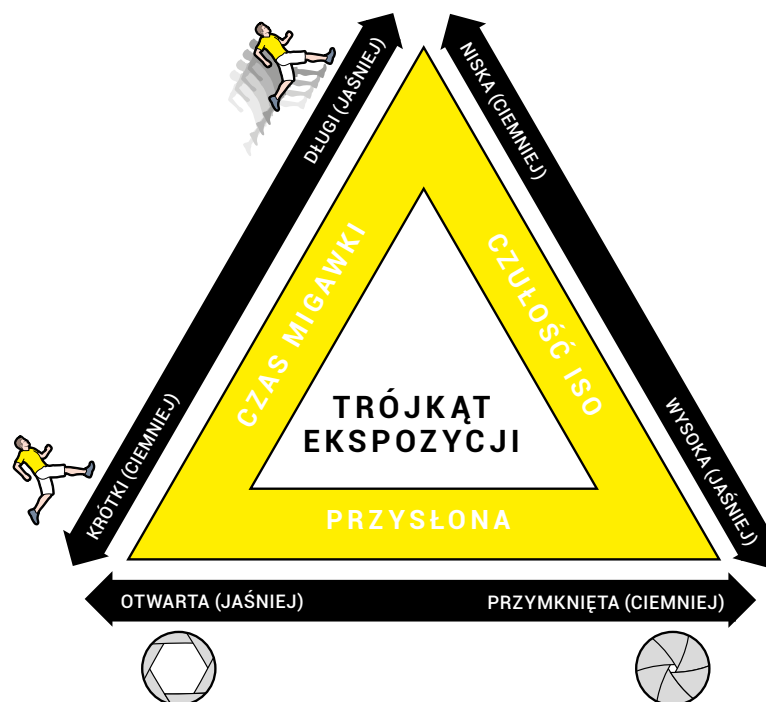 DŁUGI (JAŚNIEJ)
NISKA (CIEMNIEJ)
CZAS MIGAWKI
CZUŁOŚĆ ISO
TRÓJKĄT
EKSPOZYCJI
KRÓTKI (CIEMNIEJ)
WYSOKA (JAŚNIEJ)
PRZYSŁONA
OTWARTA (JAŚNIEJ)
PRZYMKNIĘTA (CIEMNIEJ)